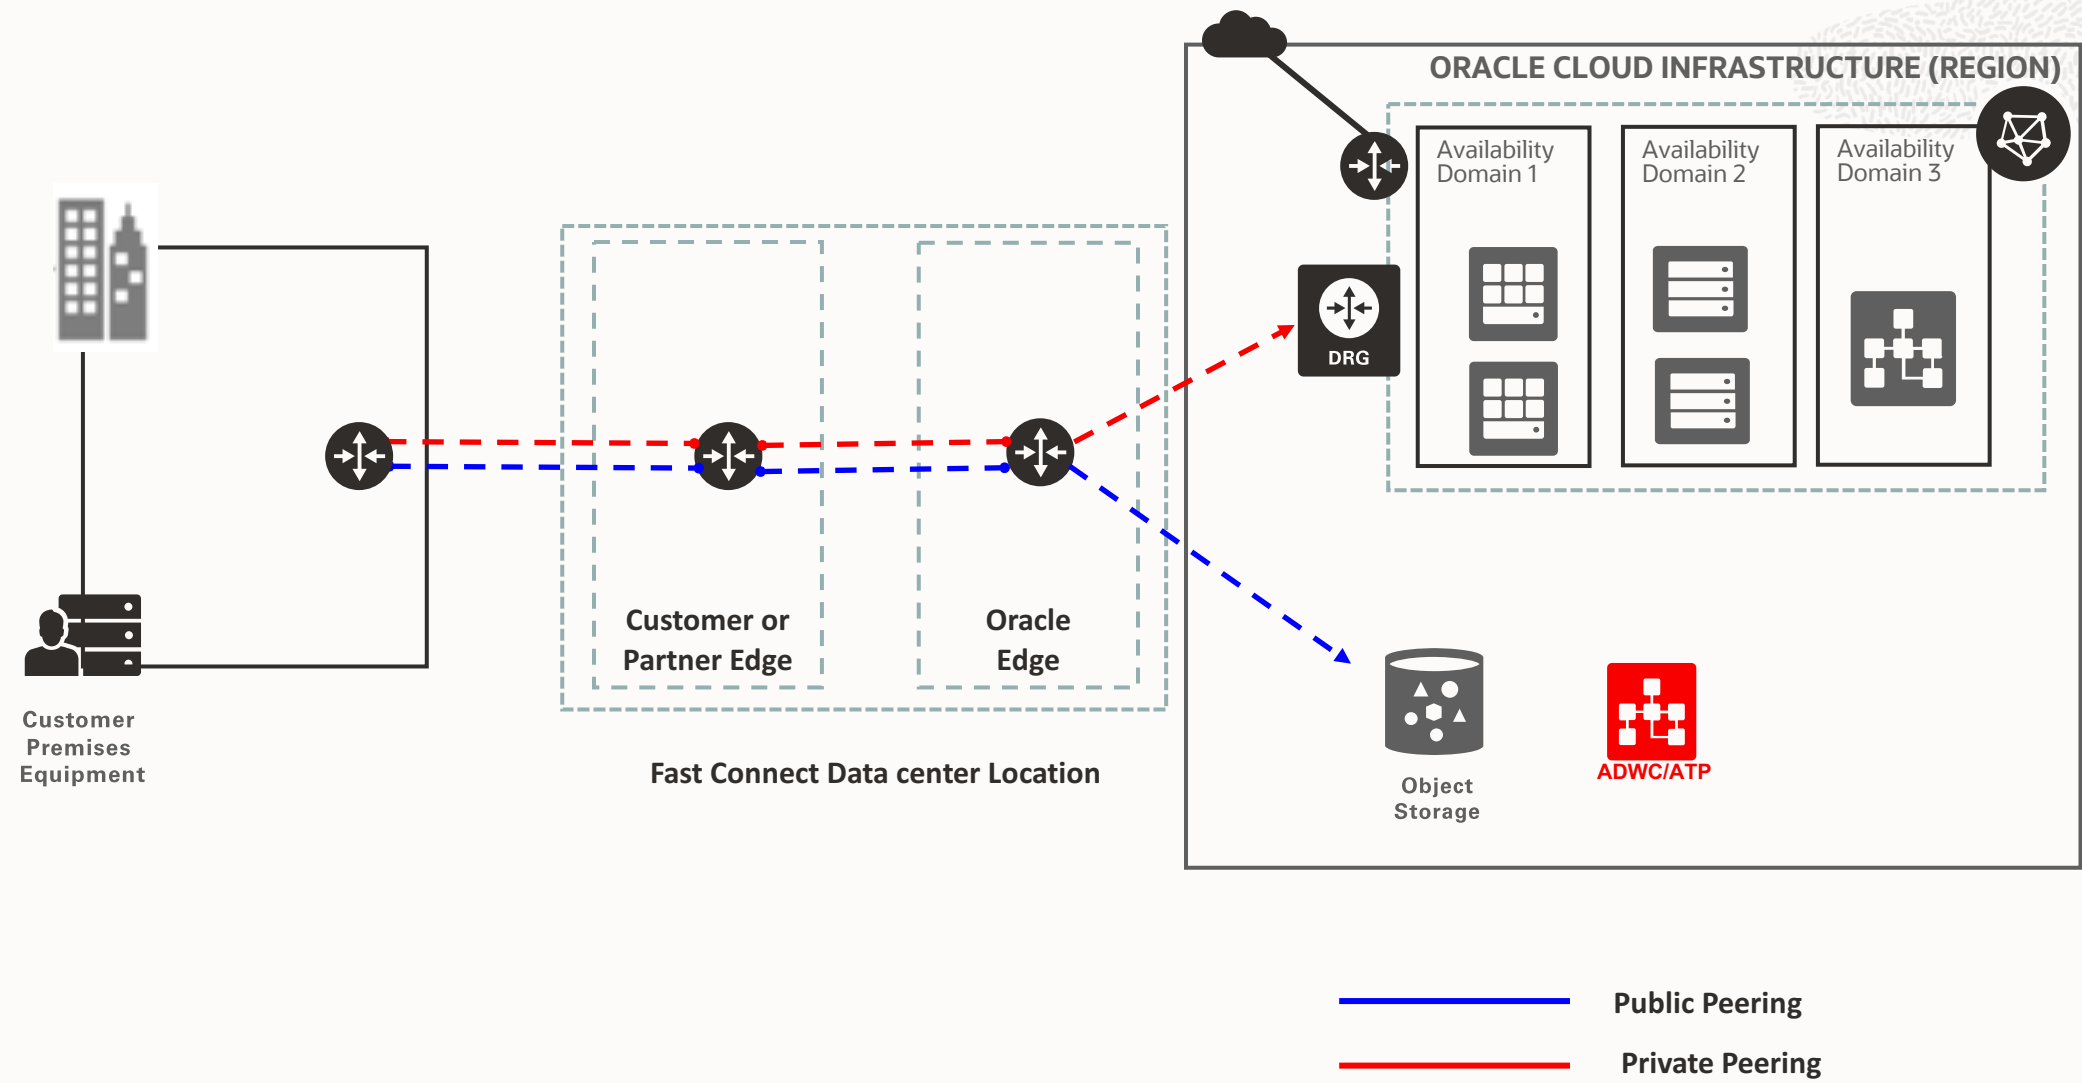 ORACLE CLOUD INFRASTRUCTURE (REGION)
Availability
Domain 1
Availability
Domain 2
Availability
Domain 3
DRG
Customer or
Partner Edge
Oracle
Edge
Customer
Premises
Equipment
Fast Connect Data center Location
Object
Storage
ADWC/ATP
Public Peering
Private Peering